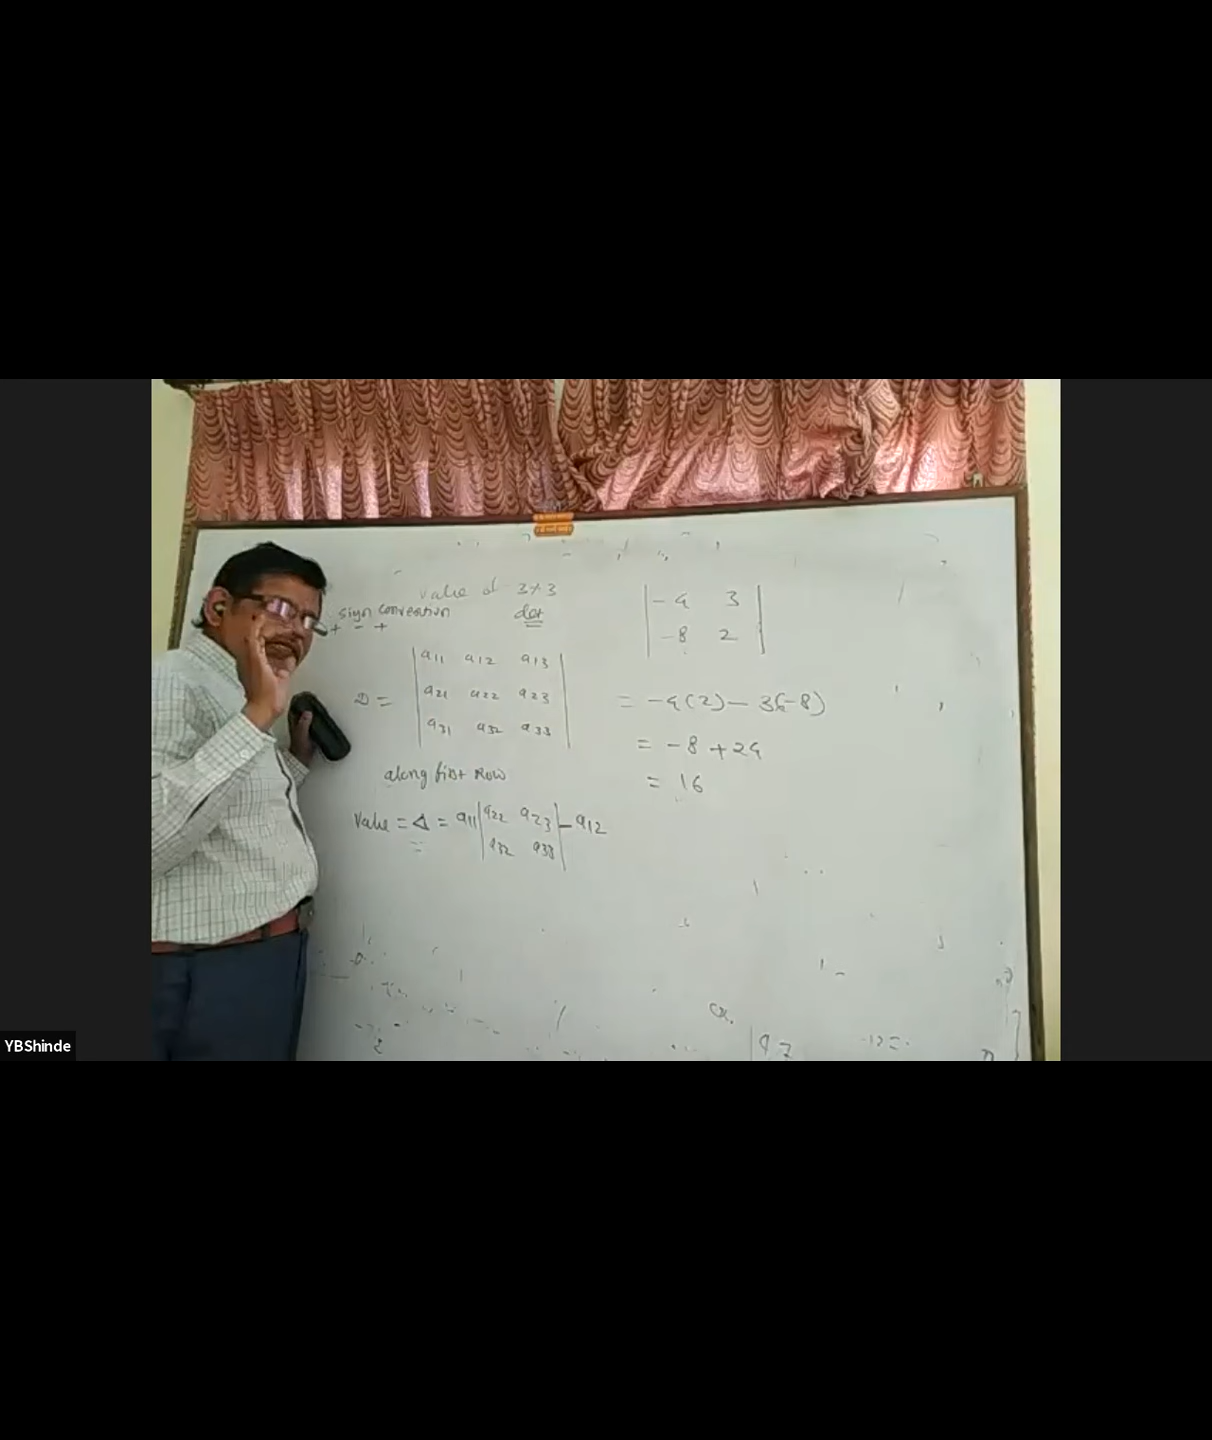 value of 3×3
sign convention det
+ - +
D = | a11 a12 a13 |
| a21 a22 a23 |
| a31 a32 a33 |
along first Row
Value = Δ = a11 | a22 a23 | - a12
| a32 a33 |
| -4 3 |
| -8 2 |
= -4(2) - 3(-8)
= -8 + 24
= 16
YBShinde